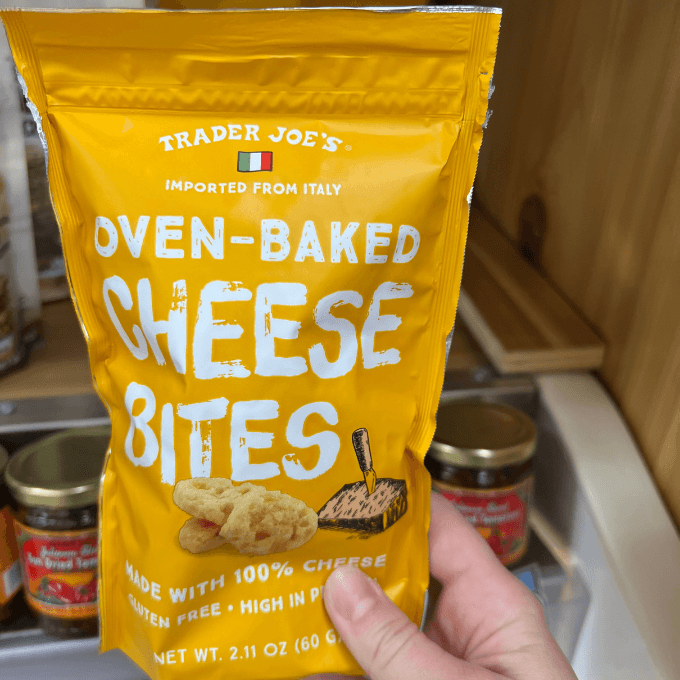 TRADER JOE'S
IMPORTED FROM ITALY
OVEN-BAKED
CHEESE
BITES
MADE WITH 100% CHEESE
GLUTEN FREE • HIGH IN
NET WT. 2.11 OZ (60 G
Dried